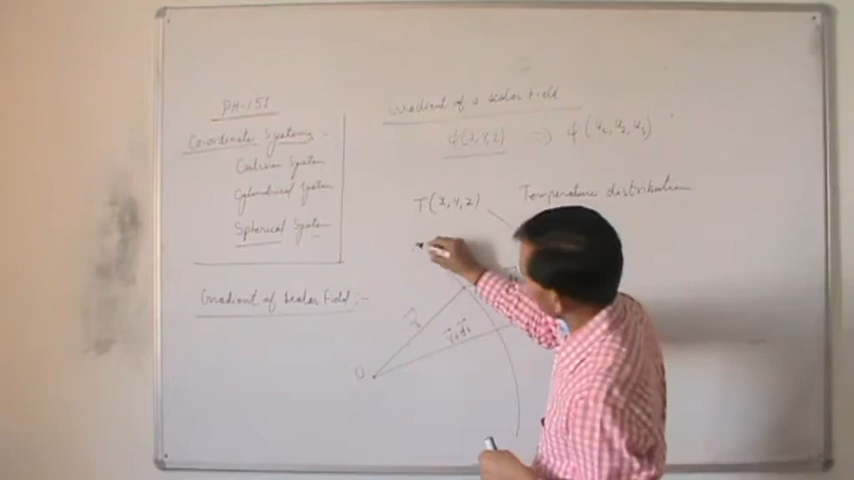 PH-151
Co-ordinate Systems:-
Cartesian System
Cylindrical System
Spherical System
Gradient of Scalar Field:-
Gradient of a scalar Field
φ(x,y,z) ⇒ φ(u₁,u₂,u₃)
T(x,y,z) Temperature distribution
r⃗
r⃗+dr⃗
O